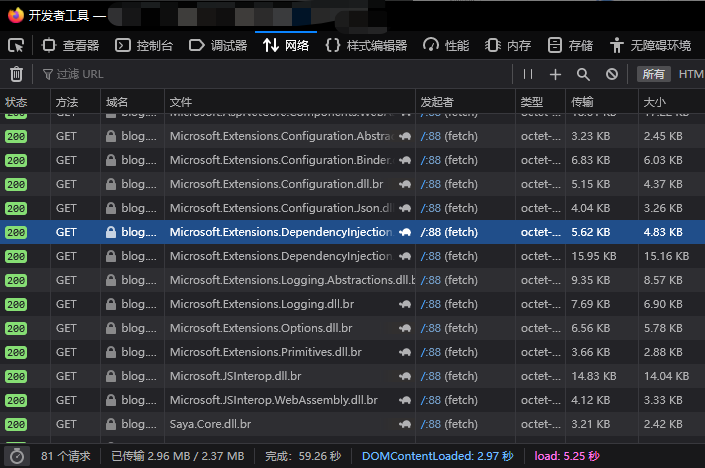 开发者工具 —
查看器 控制台 调试器 网络 样式编辑器 性能 内存 存储 无障碍环境
过滤 URL 所有 HTM
状态 方法 域名 文件 发起者 类型 传输 大小
200 GET blog.... Microsoft.Extensions.Configuration.Abstrac /:88 (fetch) octet-... 3.23 KB 2.45 KB
200 GET blog.... Microsoft.Extensions.Configuration.Binder. /:88 (fetch) octet-... 6.83 KB 6.03 KB
200 GET blog.... Microsoft.Extensions.Configuration.dll.br /:88 (fetch) octet-... 5.15 KB 4.37 KB
200 GET blog.... Microsoft.Extensions.Configuration.Json.dl /:88 (fetch) octet-... 4.04 KB 3.26 KB
200 GET blog.... Microsoft.Extensions.DependencyInjection /:88 (fetch) octet-... 5.62 KB 4.83 KB
200 GET blog.... Microsoft.Extensions.DependencyInjection /:88 (fetch) octet-... 15.95 KB 15.16 KB
200 GET blog.... Microsoft.Extensions.Logging.Abstractions.dll.b /:88 (fetch) octet-... 9.35 KB 8.57 KB
200 GET blog.... Microsoft.Extensions.Logging.dll.br /:88 (fetch) octet-... 7.69 KB 6.90 KB
200 GET blog.... Microsoft.Extensions.Options.dll.br /:88 (fetch) octet-... 6.56 KB 5.78 KB
200 GET blog.... Microsoft.Extensions.Primitives.dll.br /:88 (fetch) octet-... 3.66 KB 2.88 KB
200 GET blog.... Microsoft.JSInterop.dll.br /:88 (fetch) octet-... 14.83 KB 14.04 KB
200 GET blog.... Microsoft.JSInterop.WebAssembly.dll.br /:88 (fetch) octet-... 4.12 KB 3.33 KB
200 GET blog.... Saya.Core.dll.br /:88 (fetch) octet-... 3.21 KB 2.42 KB
81 个请求 已传输 2.96 MB / 2.37 MB 完成：59.26 秒 DOMContentLoaded: 2.97 秒 load: 5.25 秒